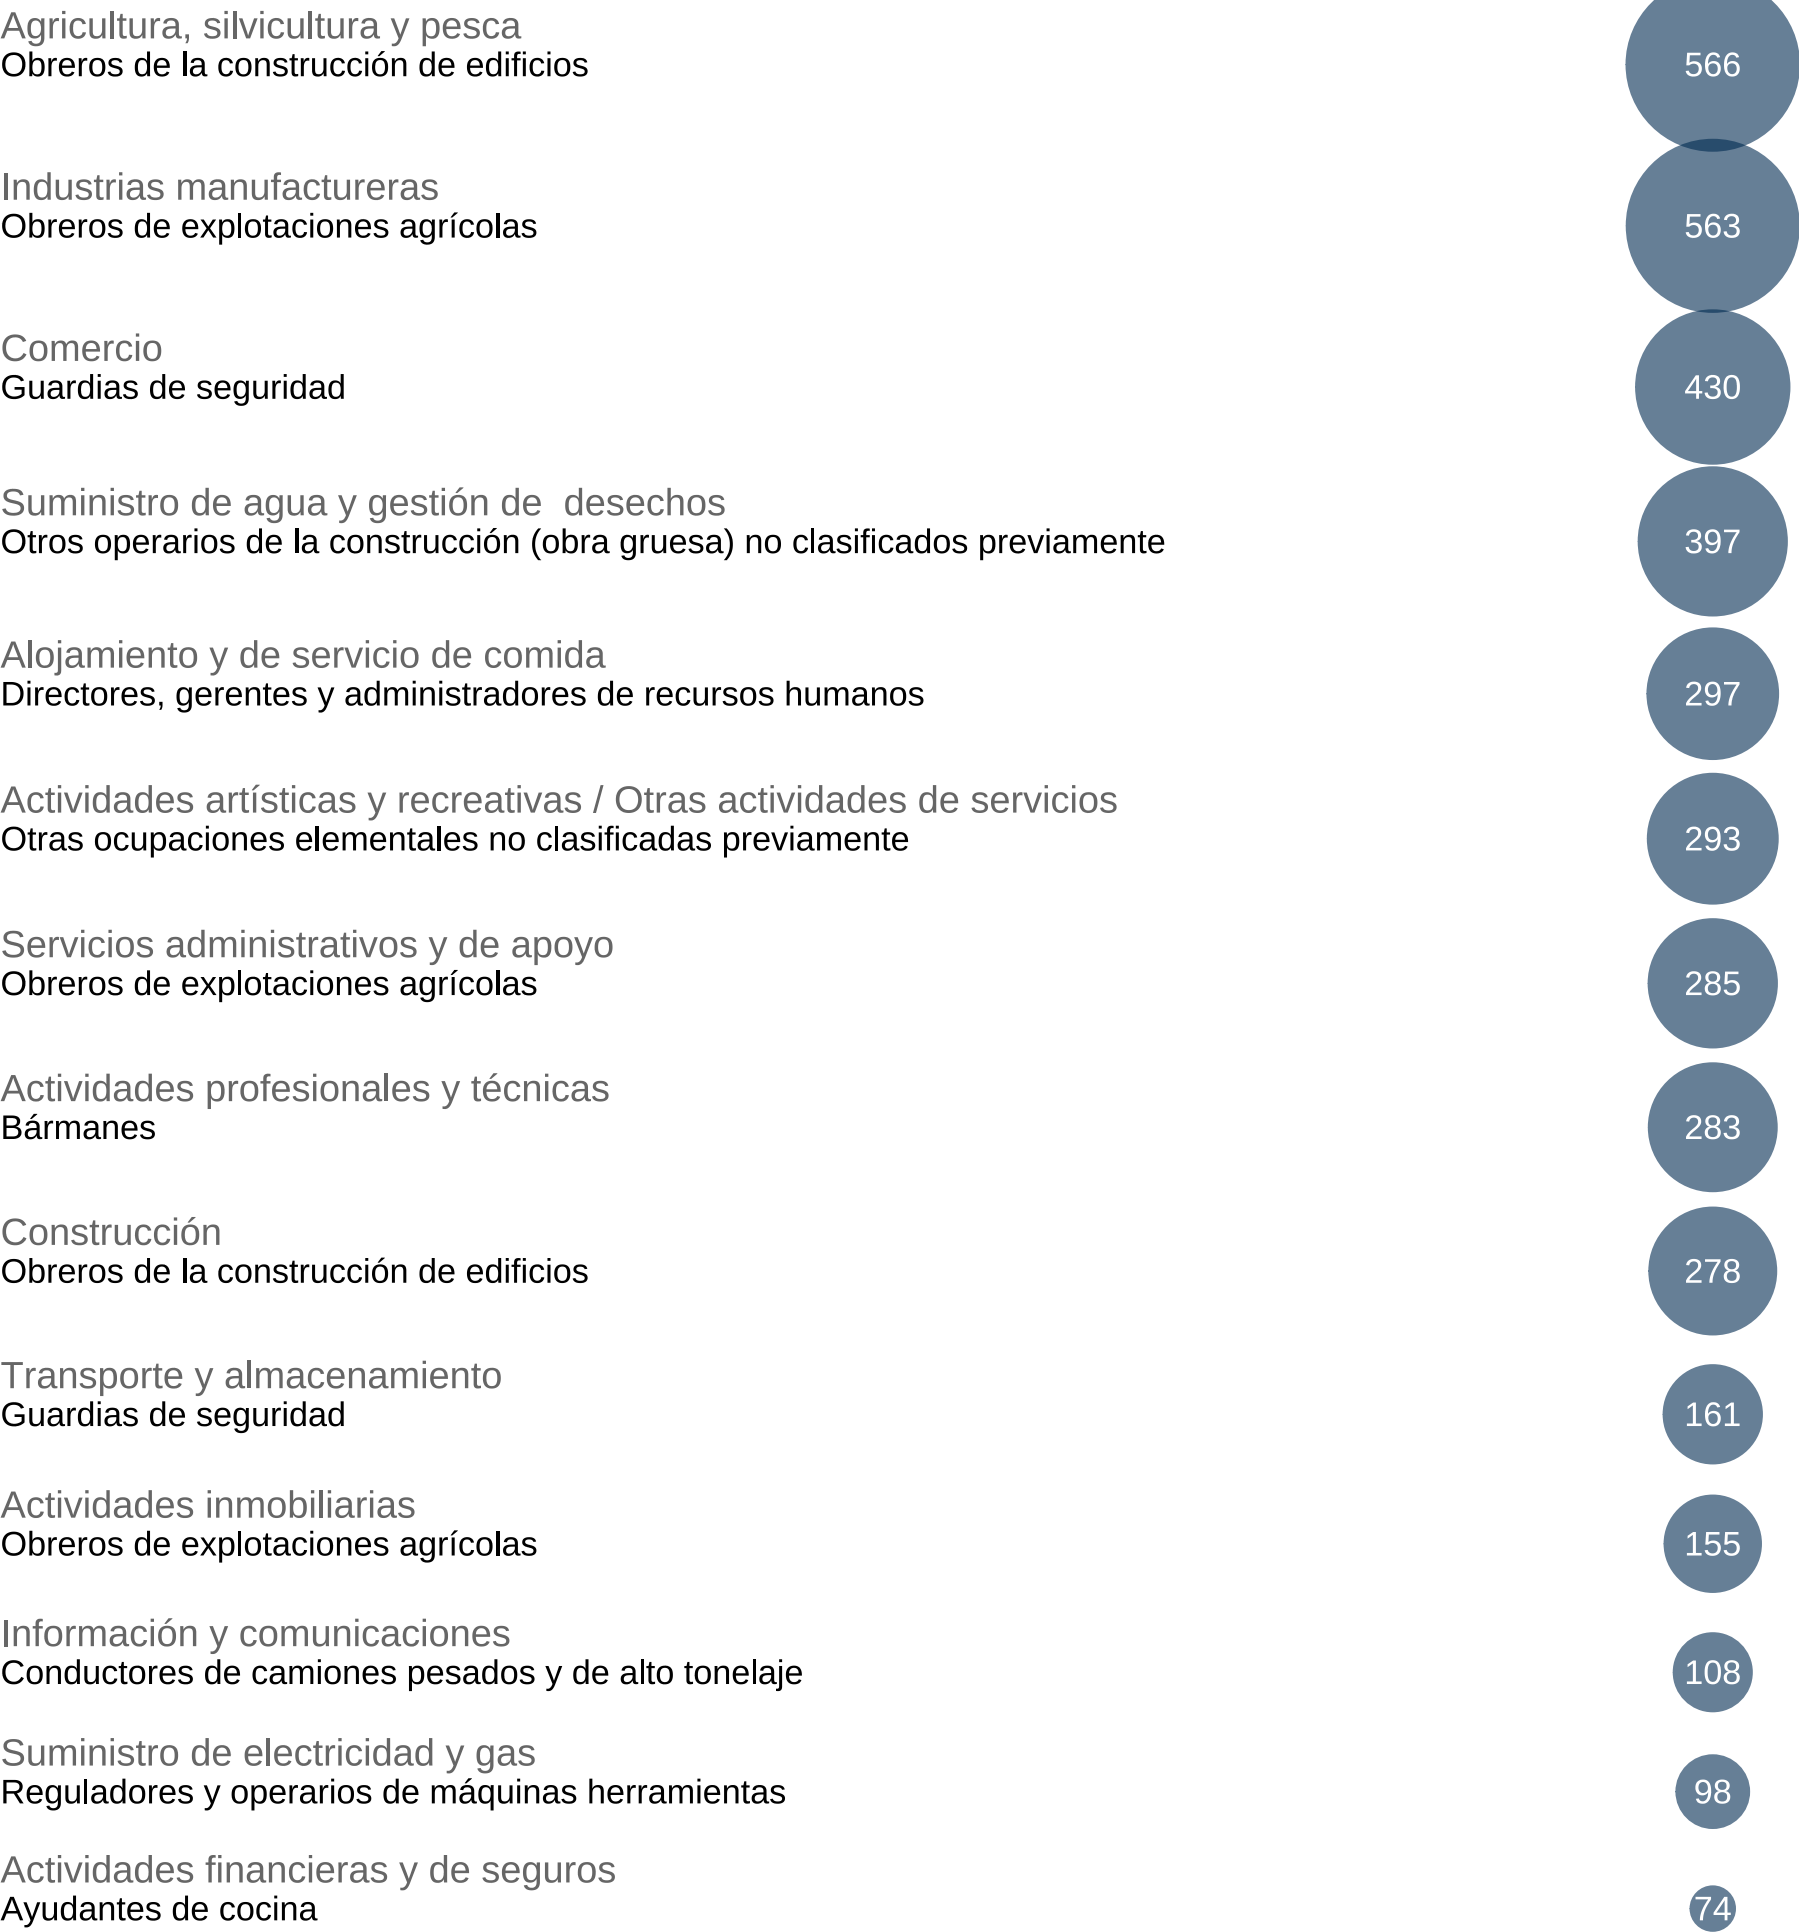 Agricultura, silvicultura y pesca
Obreros de la construcción de edificios
566
Industrias manufactureras
Obreros de explotaciones agrícolas
563
Comercio
Guardias de seguridad
430
Suministro de agua y gestión de  desechos
Otros operarios de la construcción (obra gruesa) no clasificados previamente
397
Alojamiento y de servicio de comida
Directores, gerentes y administradores de recursos humanos
297
Actividades artísticas y recreativas / Otras actividades de servicios
Otras ocupaciones elementales no clasificadas previamente
293
Servicios administrativos y de apoyo
Obreros de explotaciones agrícolas
285
Actividades profesionales y técnicas
Bármanes
283
Construcción
Obreros de la construcción de edificios
278
Transporte y almacenamiento
Guardias de seguridad
161
Actividades inmobiliarias
Obreros de explotaciones agrícolas
155
Información y comunicaciones
Conductores de camiones pesados y de alto tonelaje
108
Suministro de electricidad y gas
Reguladores y operarios de máquinas herramientas
98
Actividades financieras y de seguros
Ayudantes de cocina
74